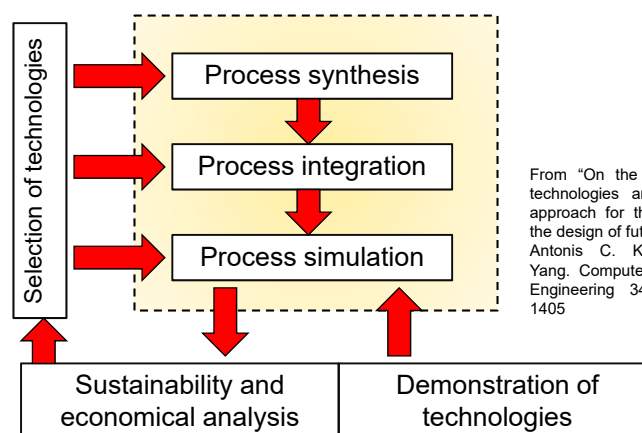 Selection of technologies
Process synthesis
Process integration
Process simulation
Sustainability and
economical analysis
Demonstration of
technologies
From “On the
technologies
approach for
the design of
Antonis C.
Yang.
Engineering
1405